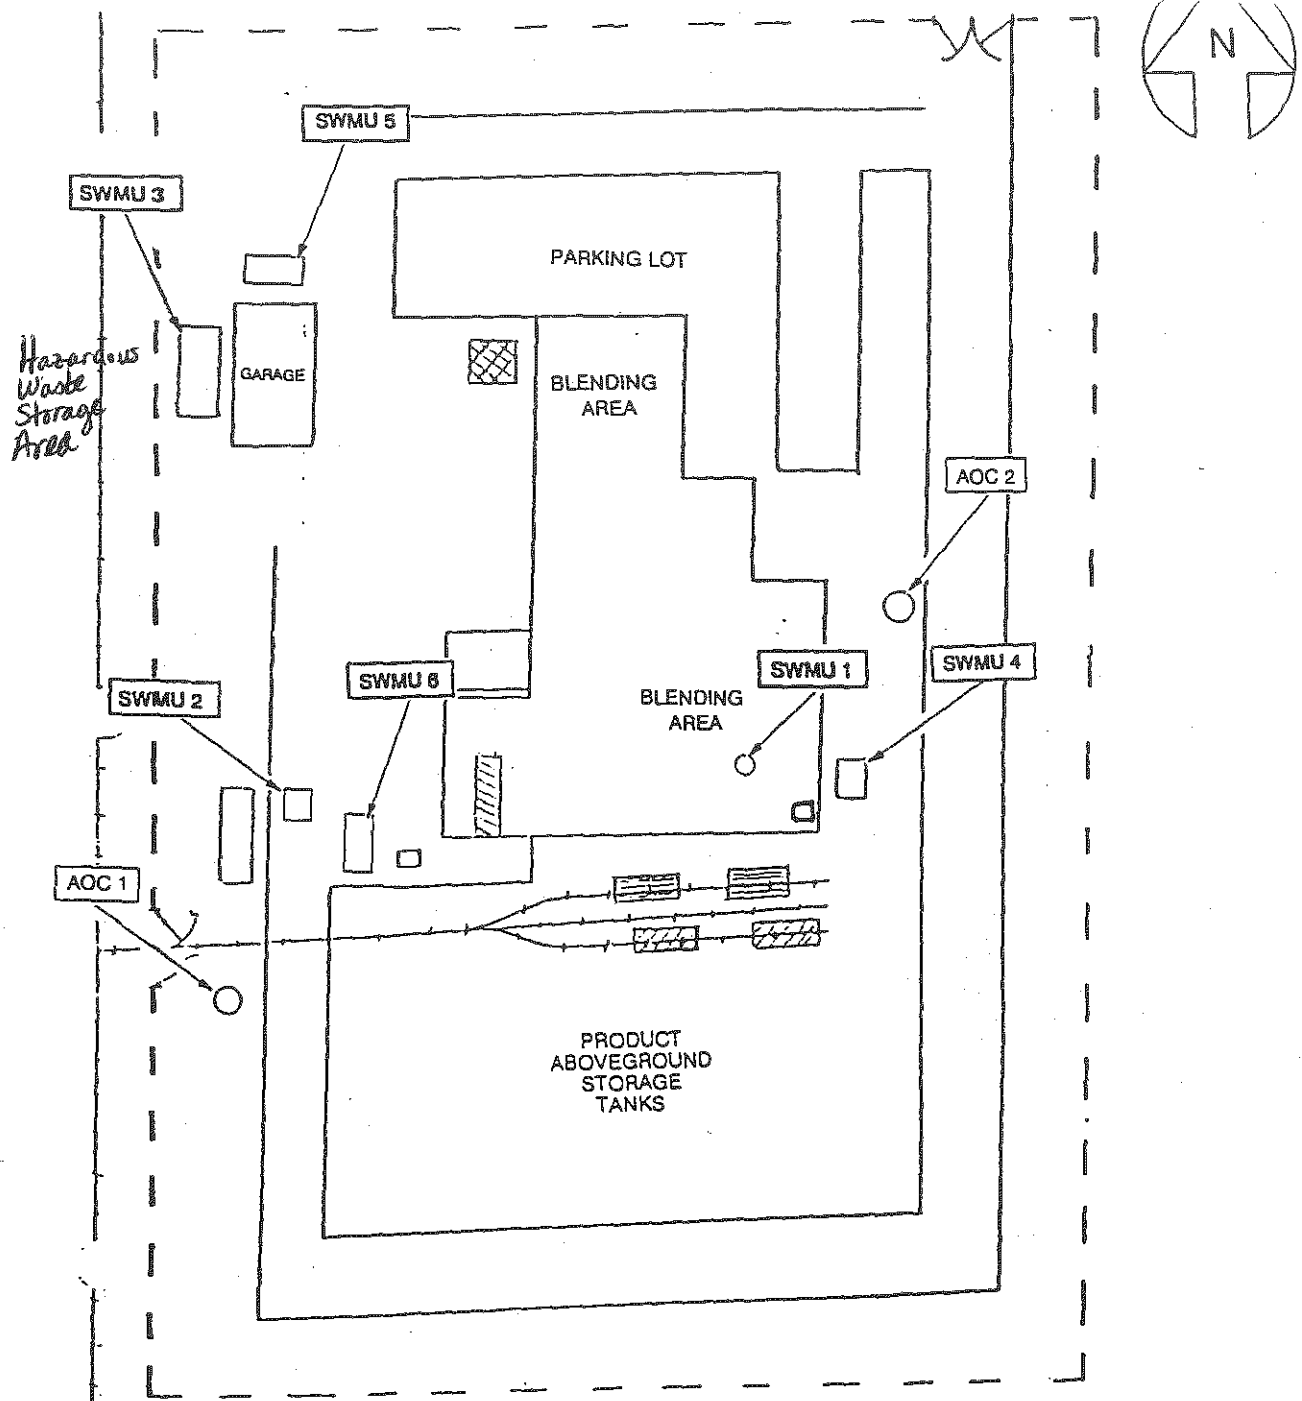 N
SWMU 5
SWMU 3
PARKING LOT
Hazardous
Waste
Storage
Area
GARAGE
BLENDING
AREA
AOC 2
SWMU 1
SWMU 4
SWMU 6
SWMU 2
BLENDING
AREA
AOC 1
PRODUCT
ABOVEGROUND
STORAGE
TANKS